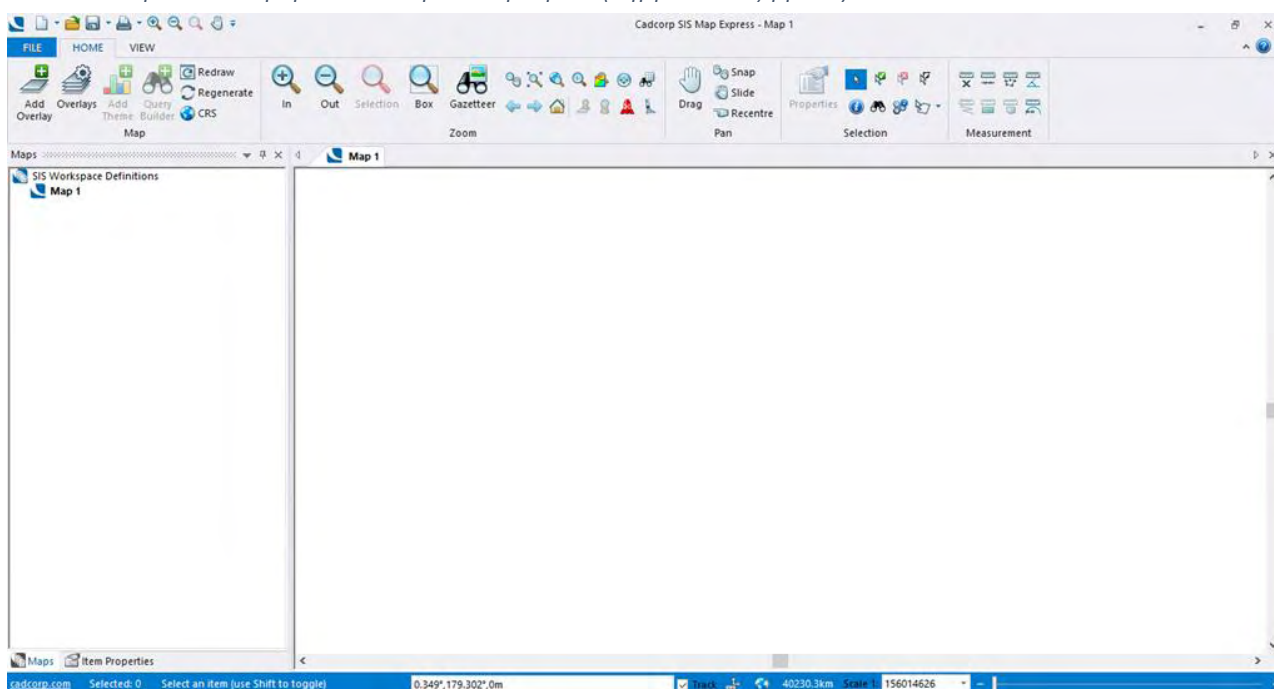 Cadcorp SIS Map Express - Map 1
FILE HOME VIEW
Add Overlay
Overlays
Add Theme
Query Builder
Redraw
Regenerate
CRS
Map
In
Out
Selection
Box
Gazetteer
Zoom
Drag
Snap
Slide
Recentre
Pan
Properties
Selection
Measurement
Maps
Map 1
SIS Workspace Definitions
Map 1
Maps Item Properties
cadcorp.com Selected: 0 Select an item (use Shift to toggle) 0.349°,179.302°,0m Track 40230.3km Scale 1: 156014626